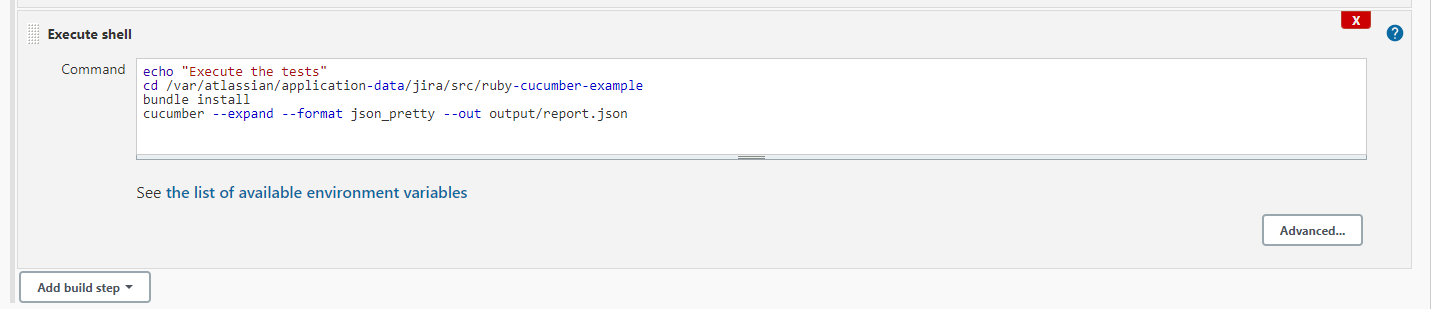 X
Execute shell
?
Command
echo "Execute the tests"
cd /var/atlassian/application-data/jira/src/ruby-cucumber-example
bundle install
cucumber --expand --format json_pretty --out output/report.json
See the list of available environment variables
Advanced...
Add build step